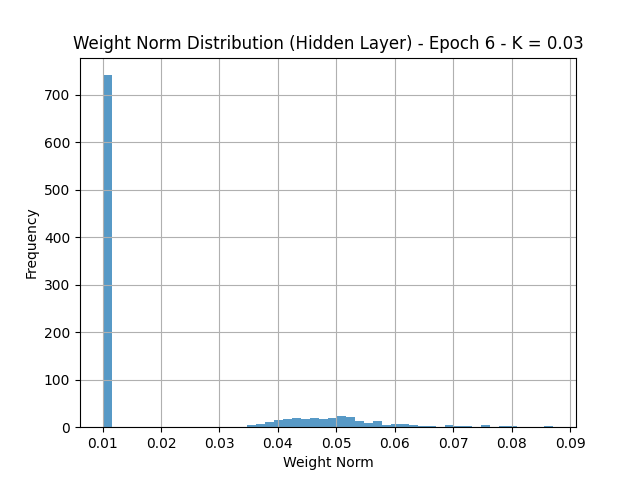 Weight Norm Distribution (Hidden Layer) - Epoch 6 - K = 0.03
700
600
500
400
300
200
100
0
Frequency
0.01 0.02 0.03 0.04 0.05 0.06 0.07 0.08 0.09
Weight Norm